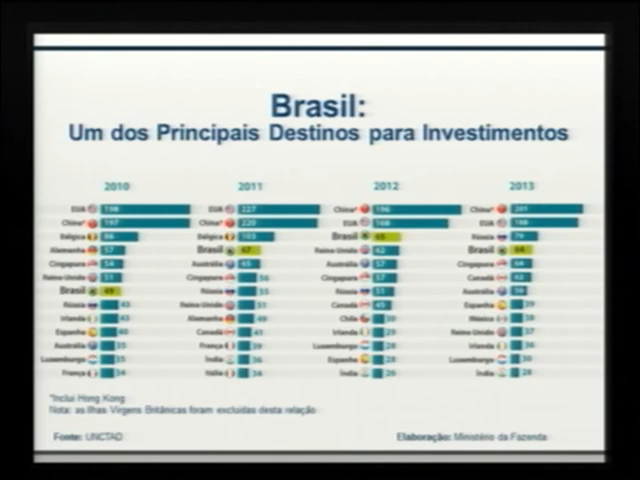 Brasil:
Um dos Principais Destinos para Investimentos
2010 2011 2012 2013
EUA 198 EUA 227 China* 196 China* 201
China* 197 China* 220 EUA 168 EUA 188
Bélgica 86 Bélgica 103 Brasil 65 Rússia 79
Alemanha 57 Brasil 67 Reino Unido 62 Brasil 64
Cingapura 54 Austrália 65 Austrália 57 Cingapura 64
Reino Unido 51 Cingapura 56 Cingapura 57 Canadá 62
Brasil 49 Rússia 55 Rússia 51 Austrália 50
Rússia 43 Reino Unido 51 Canadá 45 Espanha 39
Irlanda 43 Alemanha 49 Chile 30 México 38
Espanha 40 Canadá 41 Irlanda 29 Reino Unido 37
Austrália 35 França 39 Luxemburgo 28 Irlanda 36
Luxemburgo 35 Índia 36 Espanha 28 Luxemburgo 30
França 34 Itália 34 Índia 26 Índia 28
*Inclui Hong Kong
Nota: as Ilhas Virgens Britânicas foram excluídas desta relação
Fonte: UNCTAD Elaboração: Ministério da Fazenda